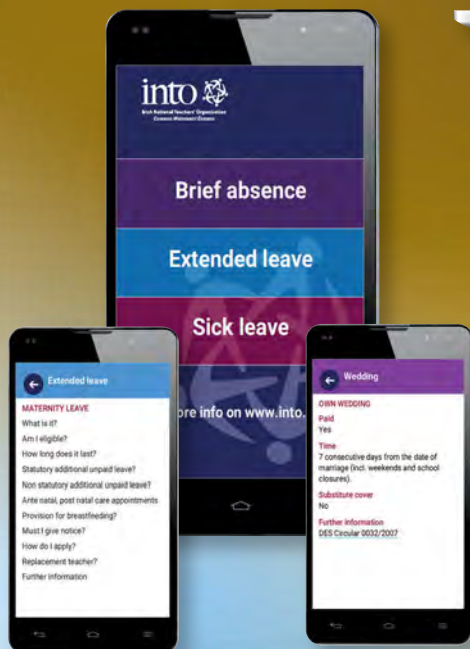 into
Irish National Teachers' Organisation
Cumann Múinteoirí Éireann
Brief absence
Extended leave
Sick leave
ore info on www.into.
Extended leave
MATERNITY LEAVE
What is it?
Am I eligible?
How long does it last?
Statutory additional unpaid leave?
Non statutory additional unpaid leave?
Ante natal, post natal care appointments
Provision for breastfeeding?
Must I give notice?
How do I apply?
Replacement teacher?
Further information
Wedding
OWN WEDDING
Paid
Yes
Time
7 consecutive days from the date of
marriage (incl. weekends and school
closures).
Substitute cover
No
Further information
DES Circular 0032/2007